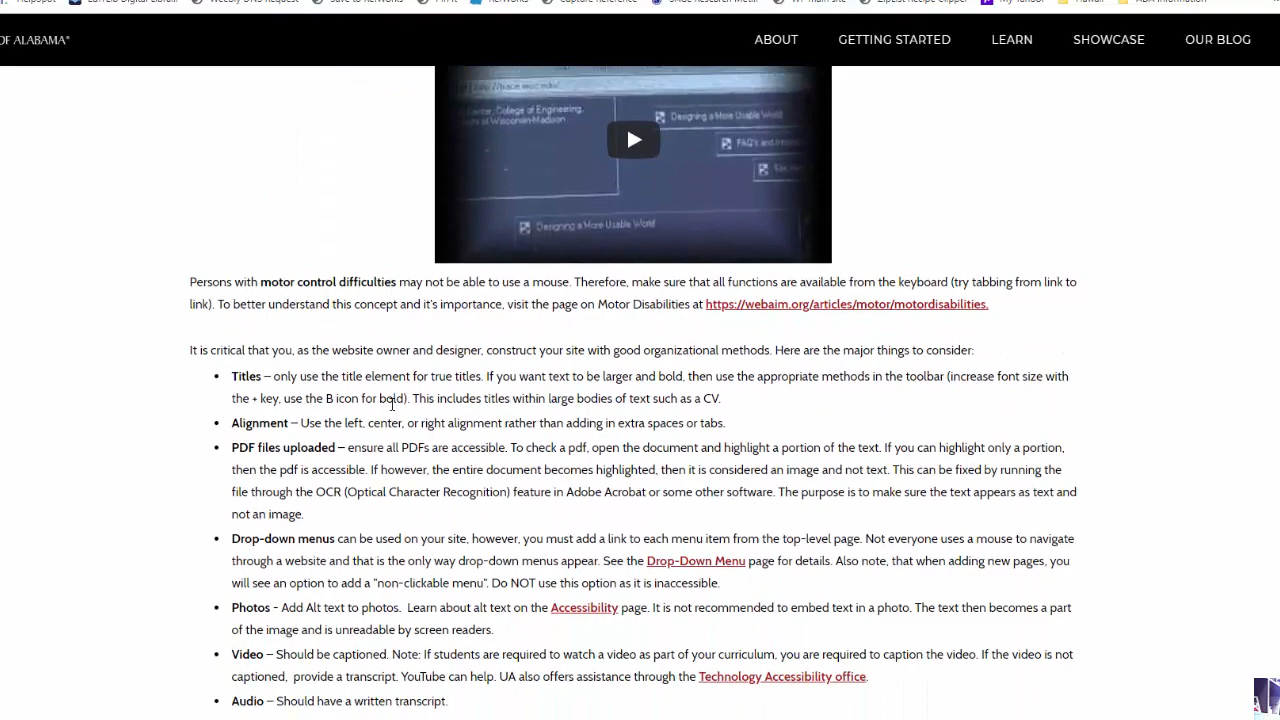 OF ALABAMA®
ABOUT GETTING STARTED LEARN SHOWCASE OUR BLOG
Center, College of Engineering,
of Wisconsin-Madison
Designing a More Usable World
FAQ's and
Designing a More Usable World
Persons with motor control difficulties may not be able to use a mouse. Therefore, make sure that all functions are available from the keyboard (try tabbing from link to
link). To better understand this concept and it's importance, visit the page on Motor Disabilities at https://webaim.org/articles/motor/motordisabilities.
It is critical that you, as the website owner and designer, construct your site with good organizational methods. Here are the major things to consider:
• Titles – only use the title element for true titles. If you want text to be larger and bold, then use the appropriate methods in the toolbar (increase font size with
the + key, use the B icon for bold). This includes titles within large bodies of text such as a CV.
• Alignment – Use the left, center, or right alignment rather than adding in extra spaces or tabs.
• PDF files uploaded – ensure all PDFs are accessible. To check a pdf, open the document and highlight a portion of the text. If you can highlight only a portion,
then the pdf is accessible. If however, the entire document becomes highlighted, then it is considered an image and not text. This can be fixed by running the
file through the OCR (Optical Character Recognition) feature in Adobe Acrobat or some other software. The purpose is to make sure the text appears as text and
not an image.
• Drop-down menus can be used on your site, however, you must add a link to each menu item from the top-level page. Not everyone uses a mouse to navigate
through a website and that is the only way drop-down menus appear. See the Drop-Down Menu page for details. Also note, that when adding new pages, you
will see an option to add a "non-clickable menu". Do NOT use this option as it is inaccessible.
• Photos - Add Alt text to photos. Learn about alt text on the Accessibility page. It is not recommended to embed text in a photo. The text then becomes a part
of the image and is unreadable by screen readers.
• Video – Should be captioned. Note: If students are required to watch a video as part of your curriculum, you are required to caption the video. If the video is not
captioned, provide a transcript. YouTube can help. UA also offers assistance through the Technology Accessibility office.
• Audio – Should have a written transcript.